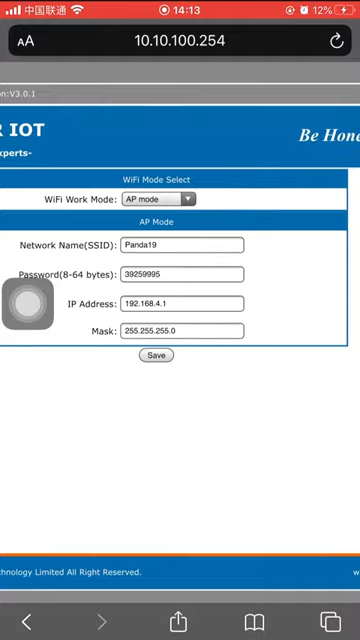 中国联通 14:13 12%
AA 10.10.100.254
on:V3.0.1
R IOT
Be Hone
xperts-
WiFi Mode Select
WiFi Work Mode: AP mode
AP Mode
Network Name(SSID): Panda19
Password(8-64 bytes): 39259995
IP Address: 192.168.4.1
Mask: 255.255.255.0
Save
chnology Limited All Right Reserved.
w